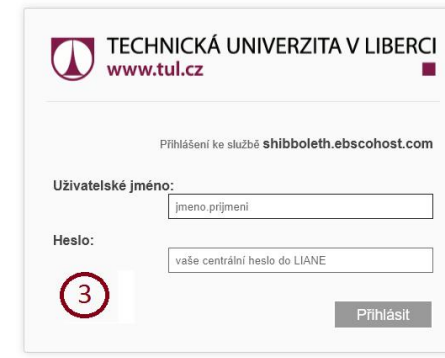 TECHNICKÁ UNIVERZITA V LIBERCI
www.tul.cz
Přihlášení ke službě shibboleth.ebscohost.com
Uživatelské jméno:
jmeno.prijmeni
Heslo:
vaše centrální heslo do LIANE
3
Přihlásit